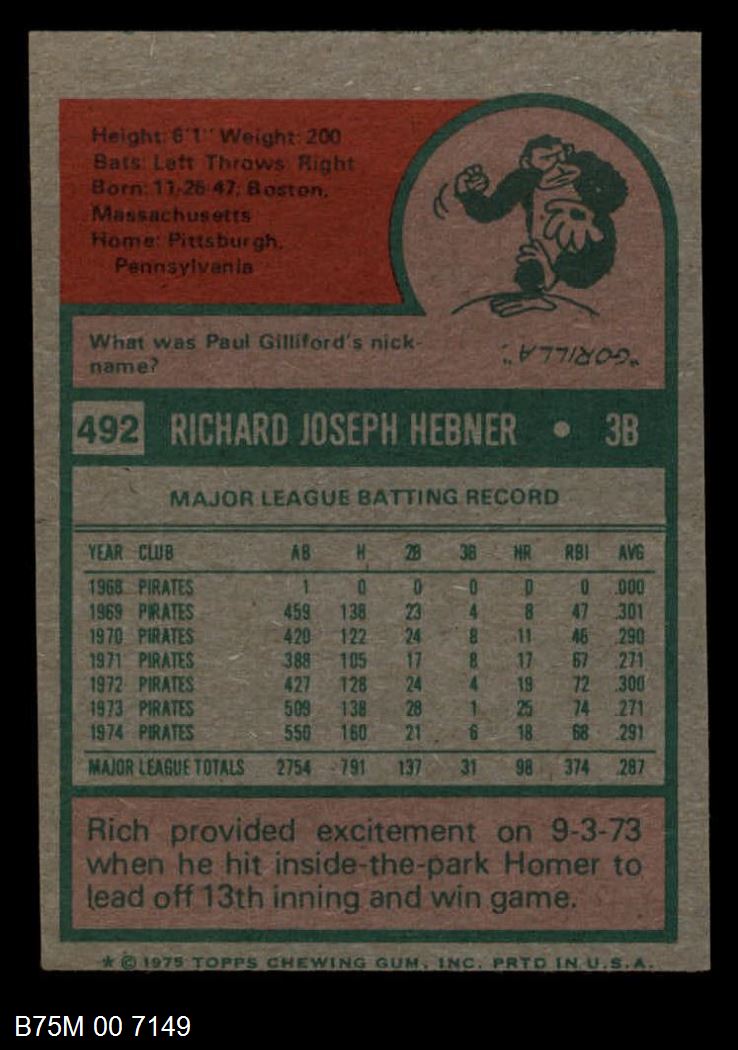 Height: 6'1" Weight: 200
Bats: Left Throws Right
Born: 11-26-47, Boston,
Massachusetts
Home: Pittsburgh,
Pennsylvania
What was Paul Gilliford's nick-
name?
"GORILLA".
492 RICHARD JOSEPH HEBNER • 3B
MAJOR LEAGUE BATTING RECORD
YEAR CLUB AB H 2B 3B HR RBI AVG
1968 PIRATES 1 0 0 0 0 0 .000
1969 PIRATES 459 138 23 4 8 47 .301
1970 PIRATES 420 122 24 8 11 46 .290
1971 PIRATES 388 105 17 8 17 67 .271
1972 PIRATES 427 128 24 4 19 72 .300
1973 PIRATES 509 138 28 1 25 74 .271
1974 PIRATES 550 160 21 6 18 68 .291
MAJOR LEAGUE TOTALS 2754 791 137 31 98 374 .287
Rich provided excitement on 9-3-73
when he hit inside-the-park Homer to
lead off 13th inning and win game.
* © 1975 TOPPS CHEWING GUM, INC. PRTD IN U.S.A.
B75M 00 7149